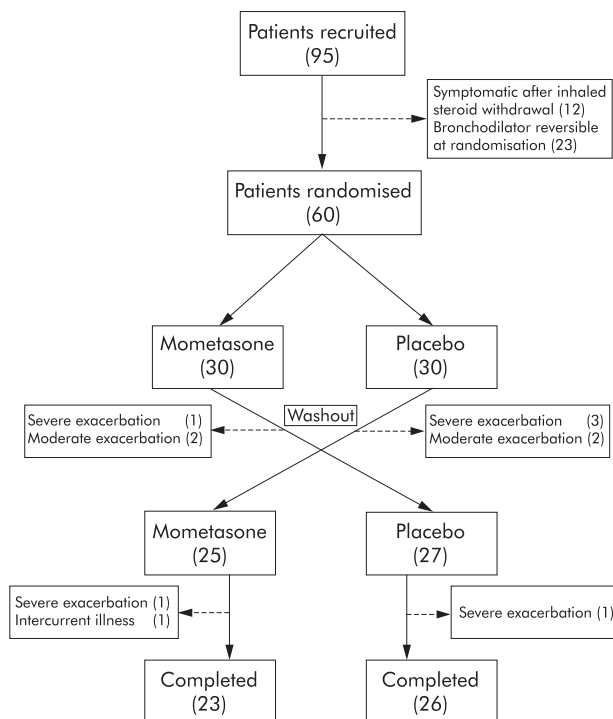 Patients recruited
(95)
Symptomatic after inhaled
steroid withdrawal (12)
Bronchodilator reversible
at randomisation (23)
Patients randomised
(60)
Mometasone
(30)
Placebo
(30)
Severe exacerbation (1)
Moderate exacerbation (2)
Washout
Severe exacerbation (3)
Moderate exacerbation (2)
Mometasone
(25)
Placebo
(27)
Severe exacerbation (1)
Intercurrent illness (1)
Severe exacerbation (1)
Completed
(23)
Completed
(26)